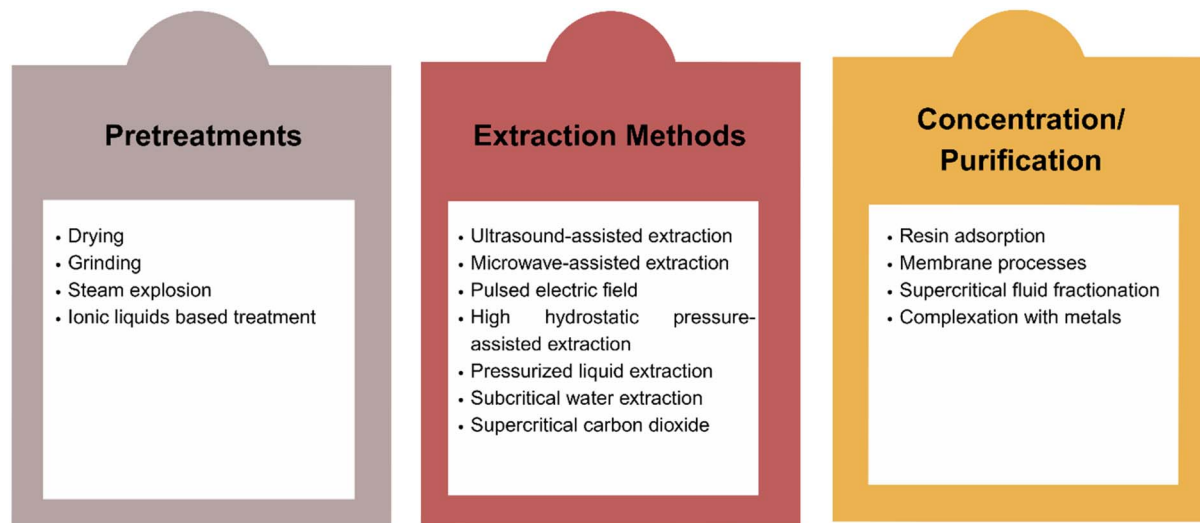 Pretreatments
• Drying
• Grinding
• Steam explosion
• Ionic liquids based treatment
Extraction Methods
• Ultrasound-assisted extraction
• Microwave-assisted extraction
• Pulsed electric field
• High hydrostatic pressure-
assisted extraction
• Pressurized liquid extraction
• Subcritical water extraction
• Supercritical carbon dioxide
Concentration/
Purification
• Resin adsorption
• Membrane processes
• Supercritical fluid fractionation
• Complexation with metals